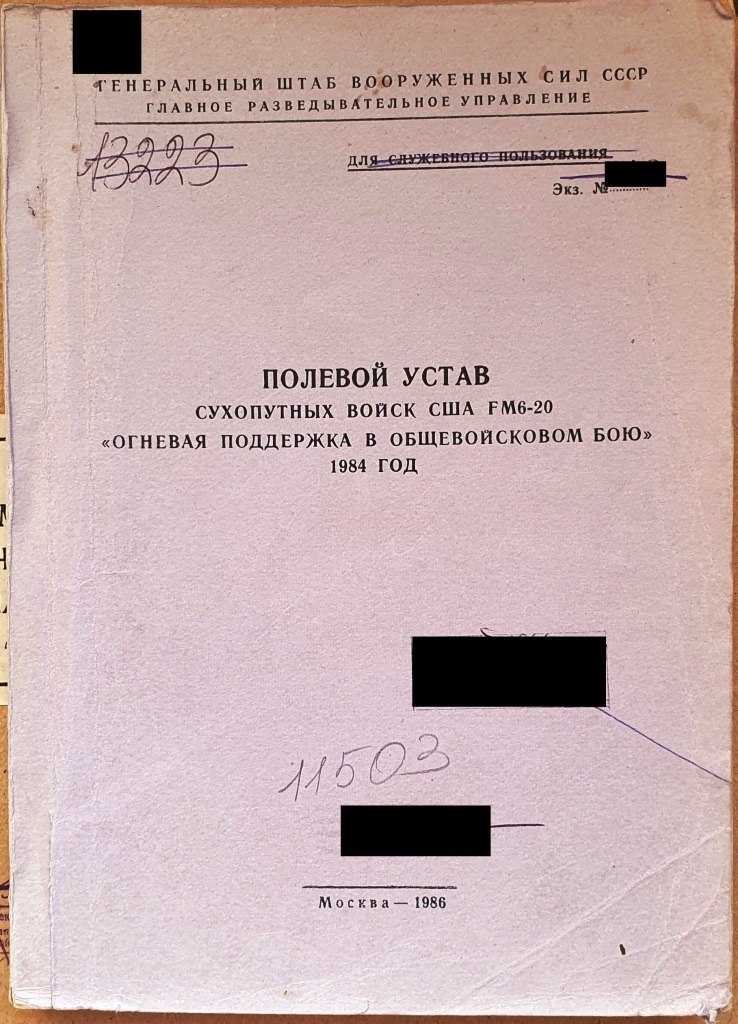 ГЕНЕРАЛЬНЫЙ ШТАБ ВООРУЖЕННЫХ СИЛ СССР
ГЛАВНОЕ РАЗВЕДЫВАТЕЛЬНОЕ УПРАВЛЕНИЕ
13223
ДЛЯ СЛУЖЕБНОГО ПОЛЬЗОВАНИЯ
Экз. №
ПОЛЕВОЙ УСТАВ
СУХОПУТНЫХ ВОЙСК США FM6-20
«ОГНЕВАЯ ПОДДЕРЖКА В ОБЩЕВОЙСКОВОМ БОЮ»
1984 ГОД
11503
Москва — 1986